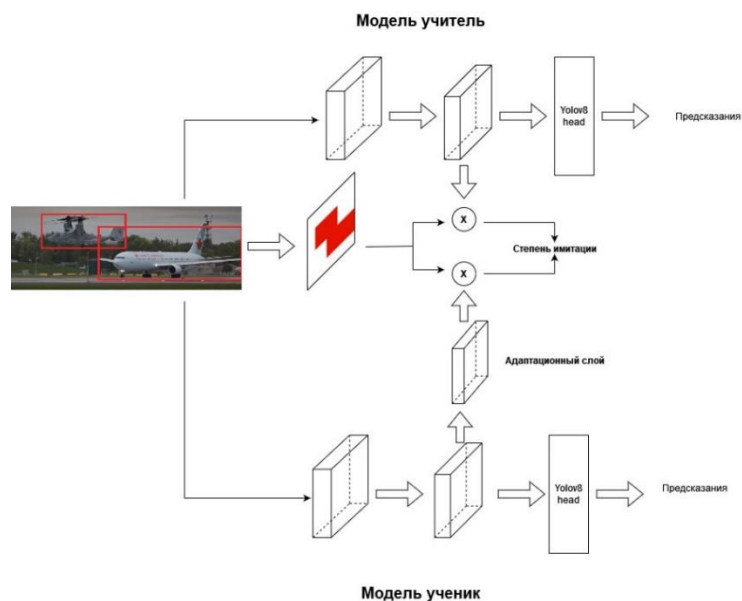 Модель учитель
Yolov8
head
Предсказания
X
Степень имитации
X
Адаптационный слой
Yolov8
head
Предсказания
Модель ученик